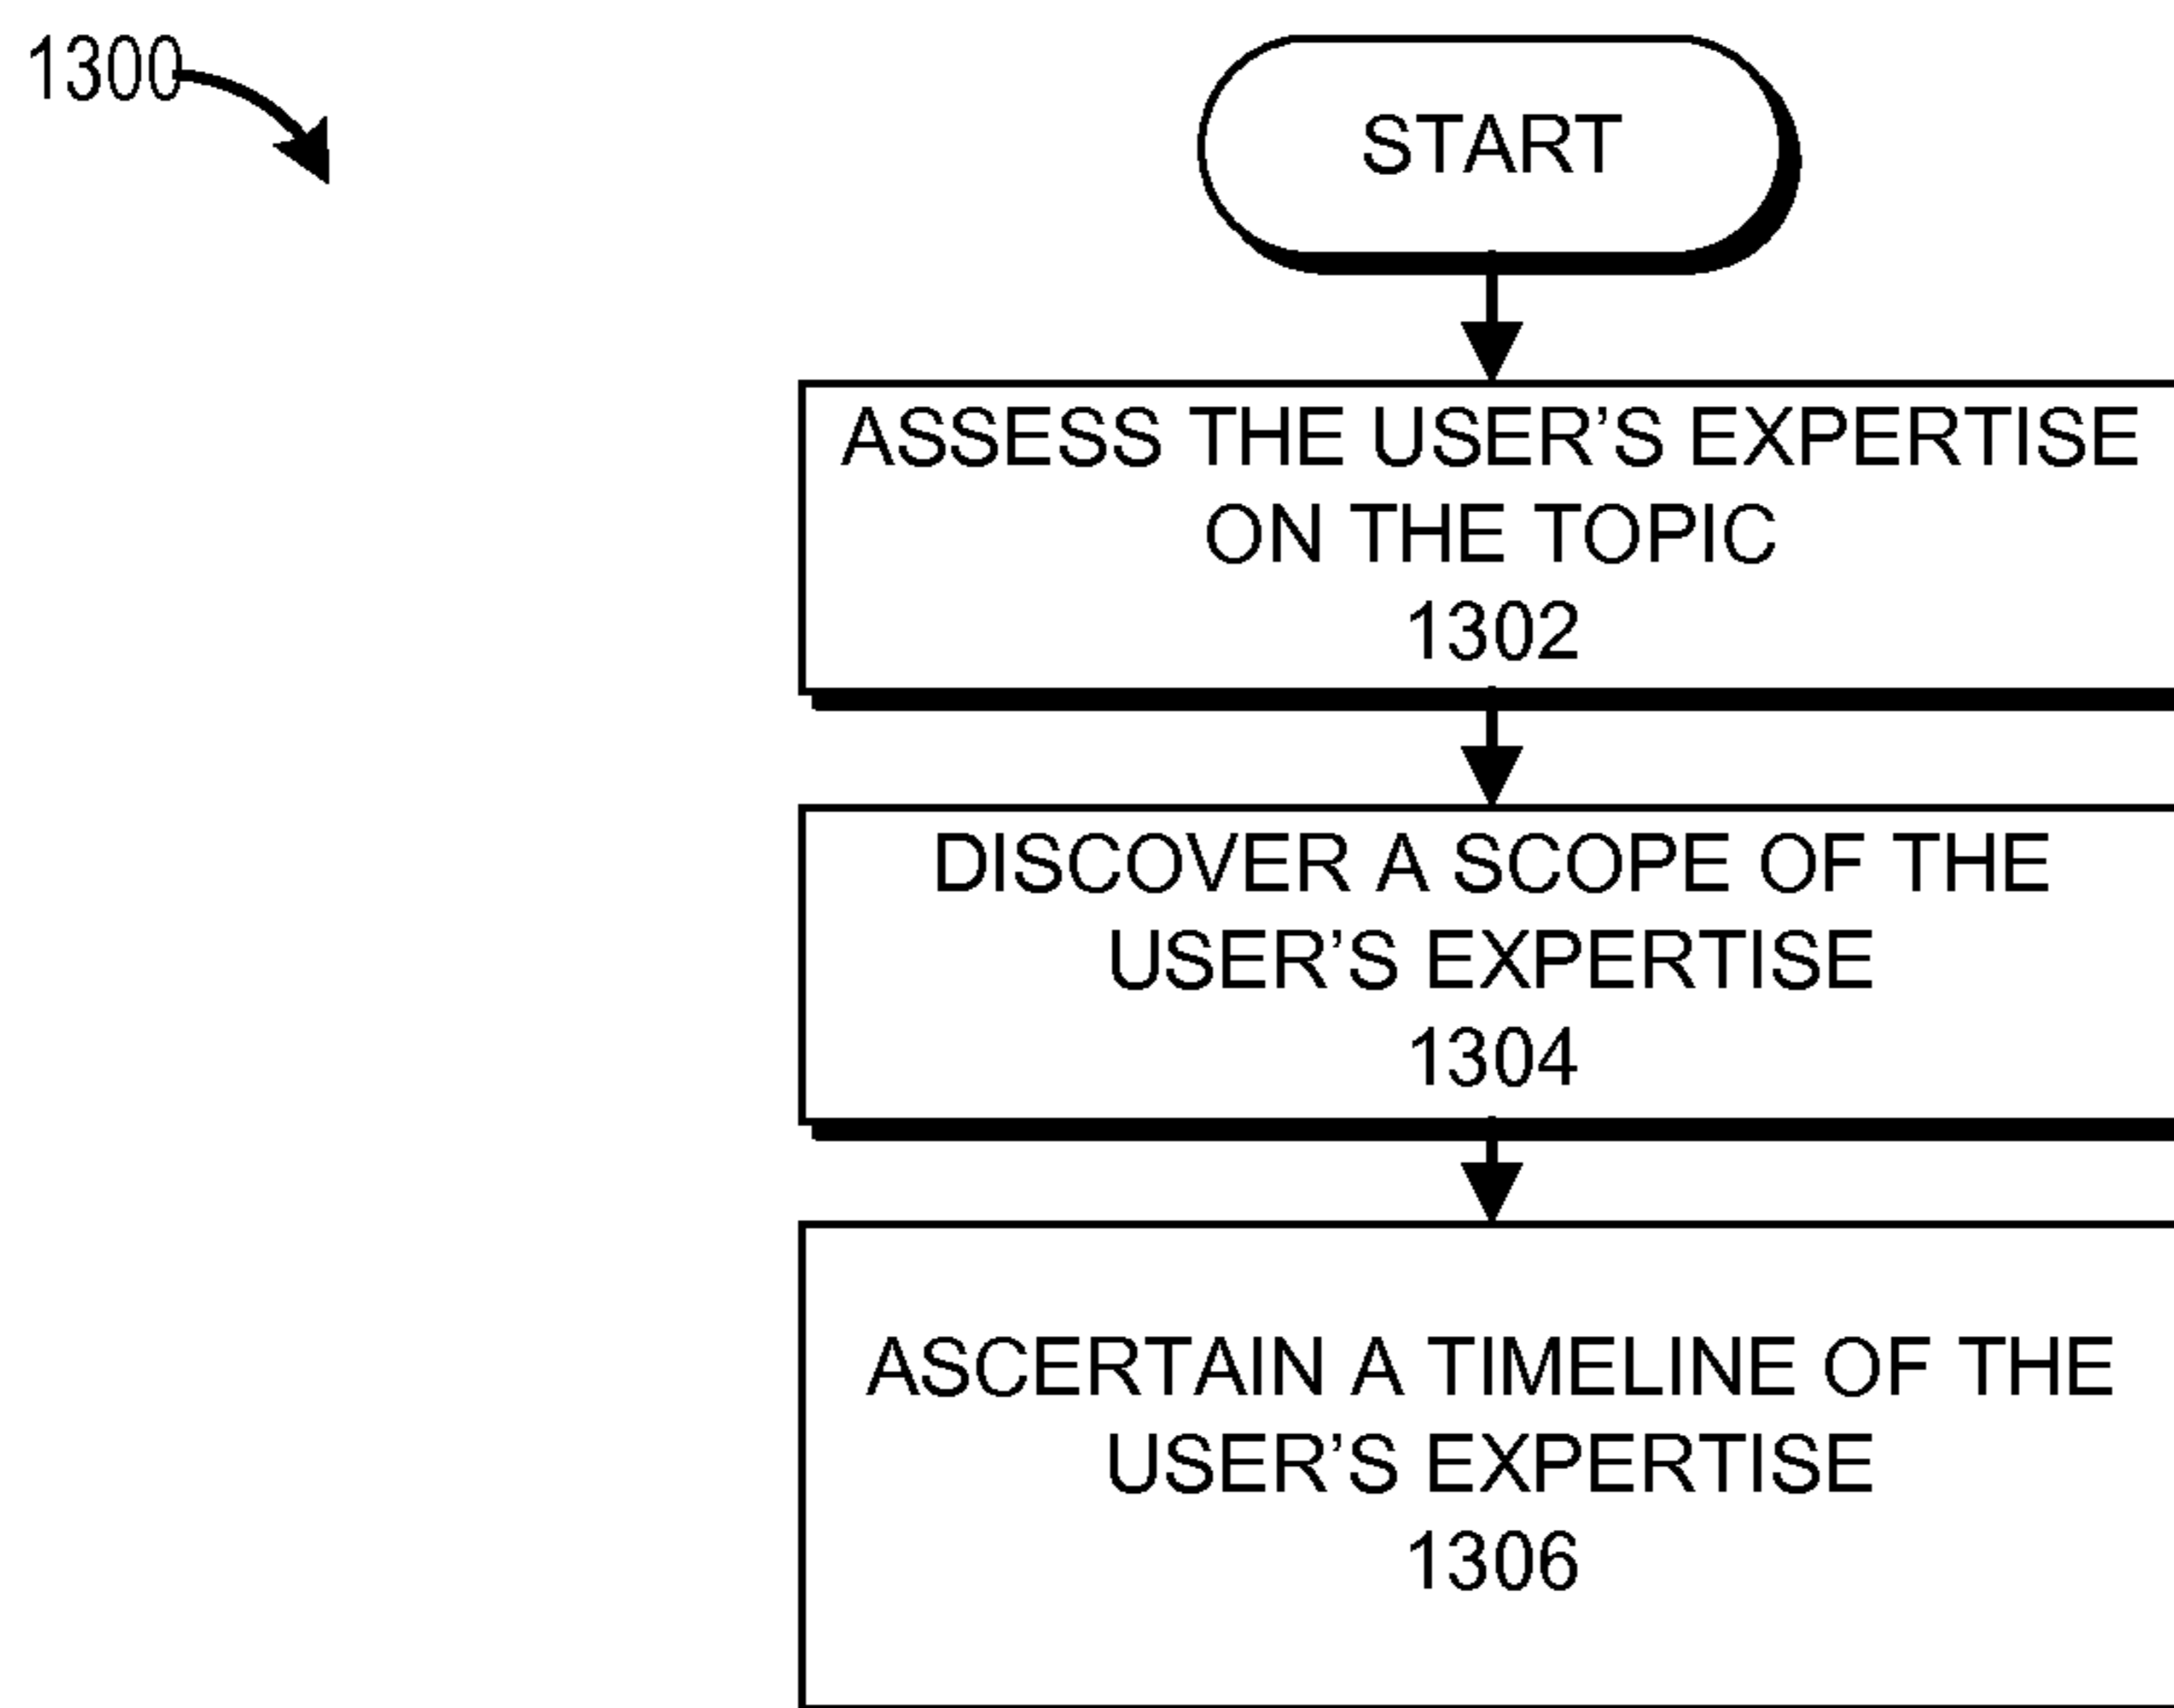 1300
START
ASSESS THE USER’S EXPERTISE
ON THE TOPIC
1302
DISCOVER A SCOPE OF THE
USER’S EXPERTISE
1304
ASCERTAIN A TIMELINE OF THE
USER’S EXPERTISE
1306